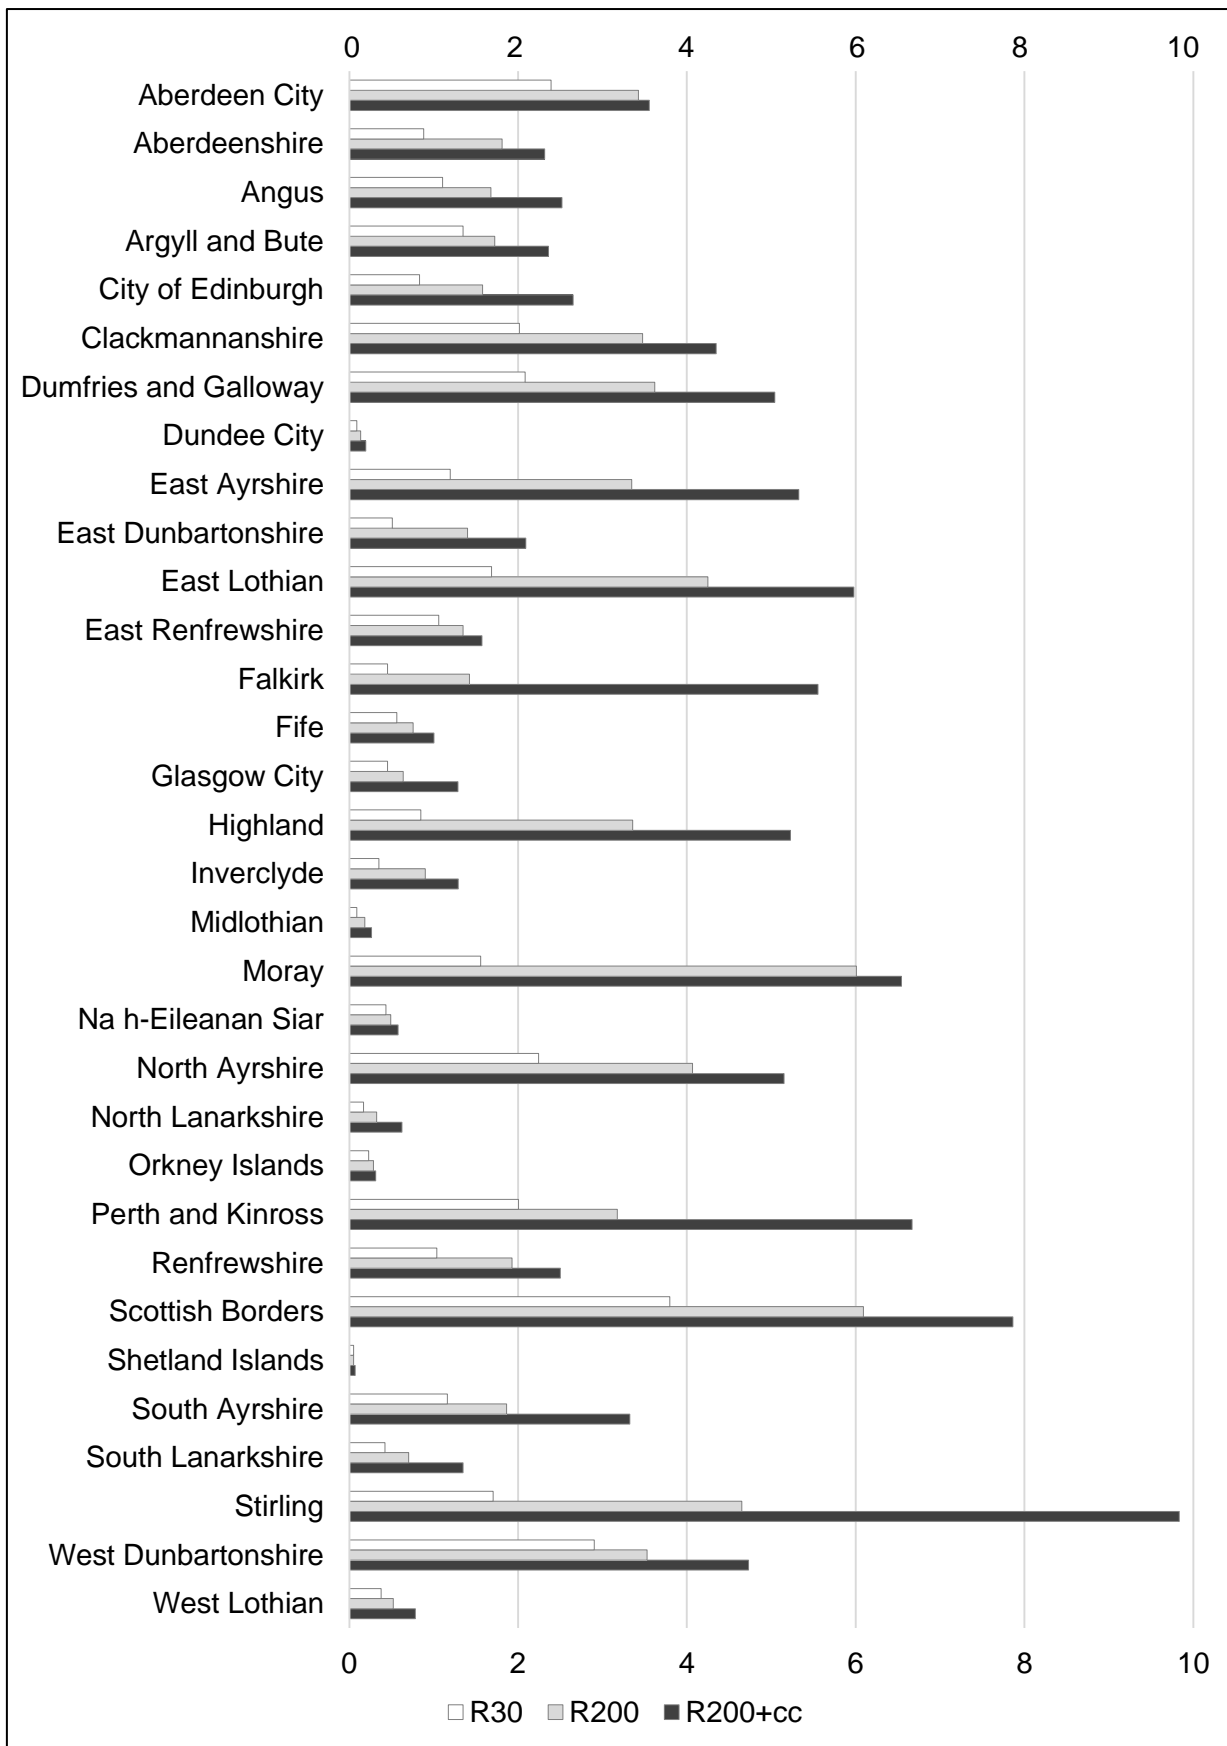 0 2 4 6 8 10
Aberdeen City
Aberdeenshire
Angus
Argyll and Bute
City of Edinburgh
Clackmannanshire
Dumfries and Galloway
Dundee City
East Ayrshire
East Dunbartonshire
East Lothian
East Renfrewshire
Falkirk
Fife
Glasgow City
Highland
Inverclyde
Midlothian
Moray
Na h-Eileanan Siar
North Ayrshire
North Lanarkshire
Orkney Islands
Perth and Kinross
Renfrewshire
Scottish Borders
Shetland Islands
South Ayrshire
South Lanarkshire
Stirling
West Dunbartonshire
West Lothian
0 2 4 6 8 10
R30 R200 R200+cc